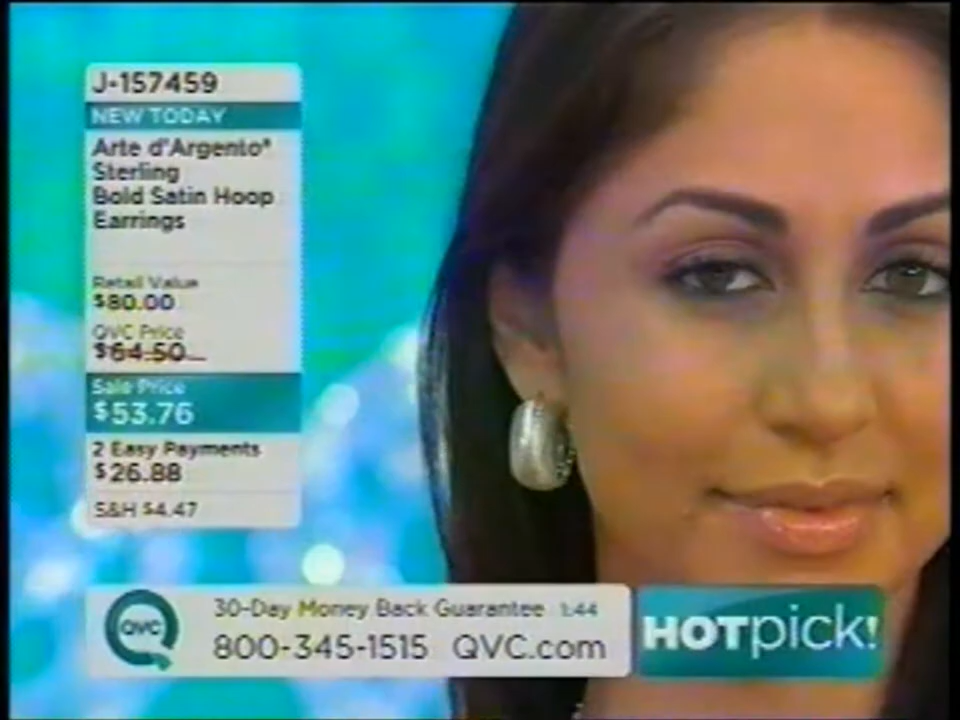 J-157459
NEW TODAY
Arte d'Argento*
Sterling
Bold Satin Hoop
Earrings
Retail Value
$80.00
QVC Price
$64.50
Sale Price
$53.76
2 Easy Payments
$26.88
S&H $4.47
QVC
30-Day Money Back Guarantee 1:44
800-345-1515 QVC.com
HOTpick!